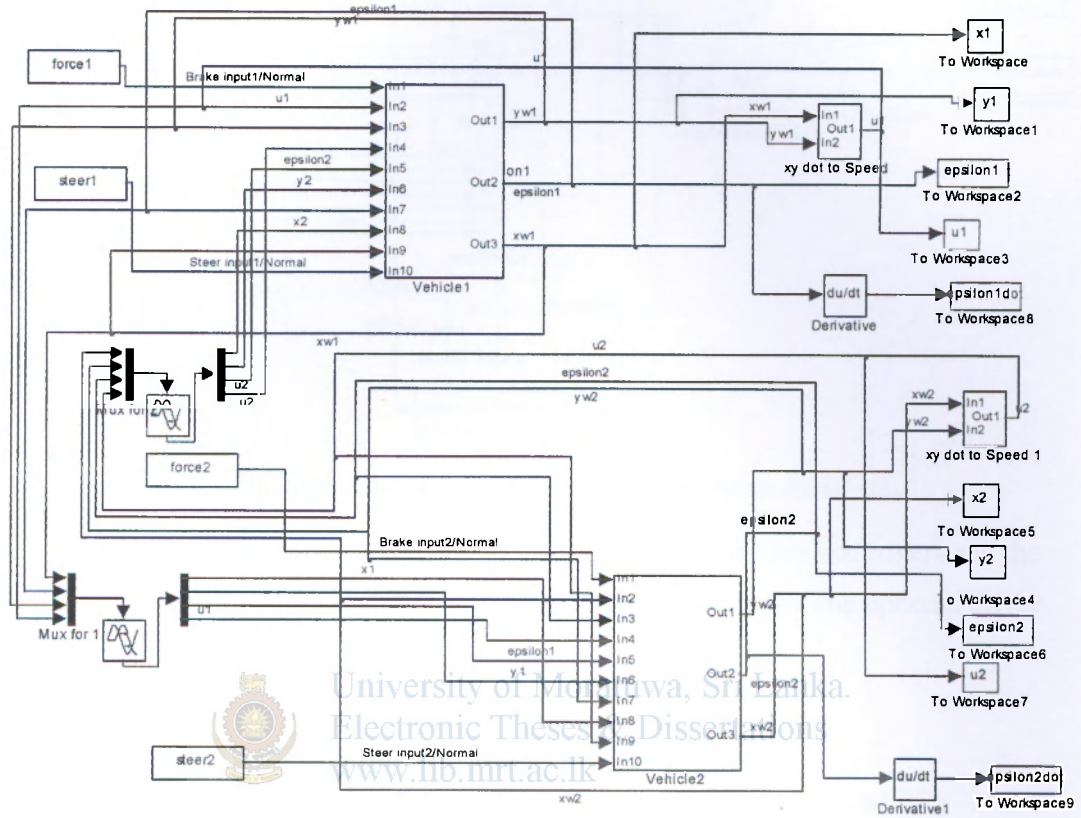 epsilon1
yw1
x1
To Workspace
force1
Brake input1/Normal
u1
In1
In2
In3
In4
In5
In6
In7
In8
In9
In10
Out1
Out2
Out3
Vehicle1
u1
epsilon2
y2
x2
Steer input1/Normal
steer1
yw1
on1
epsilon1
xw1
xw1
yw1
In1
In2
Out1
u1
xy dot to Speed
y1
To Workspace1
epsilon1
To Workspace2
u1
To Workspace3
du/dt
Derivative
epsilon1do
To Workspace8
xw1
u2
u2
u2
epsilon2
yw2
xw2
yw2
In1
In2
Out1
u2
xy dot to Speed 1
force2
x2
To Workspace5
epsilon2
y2
To Workspace4
epsilon2
To Workspace6
u2
To Workspace7
Brake input2/Normal
x1
Mux for 1
u1
In1
In2
In3
In4
In5
In6
In7
In8
In9
In10
Out1
Out2
Out3
Vehicle2
epsilon1
y1
yw2
epsilon2
xw2
University of Moratuwa, Sri Lanka.
Electronic Theses & Dissertations
www.lib.mrt.ac.lk
steer2
Steer input2/Normal
xw2
du/dt
Derivative1
psilon2do
To Workspace9